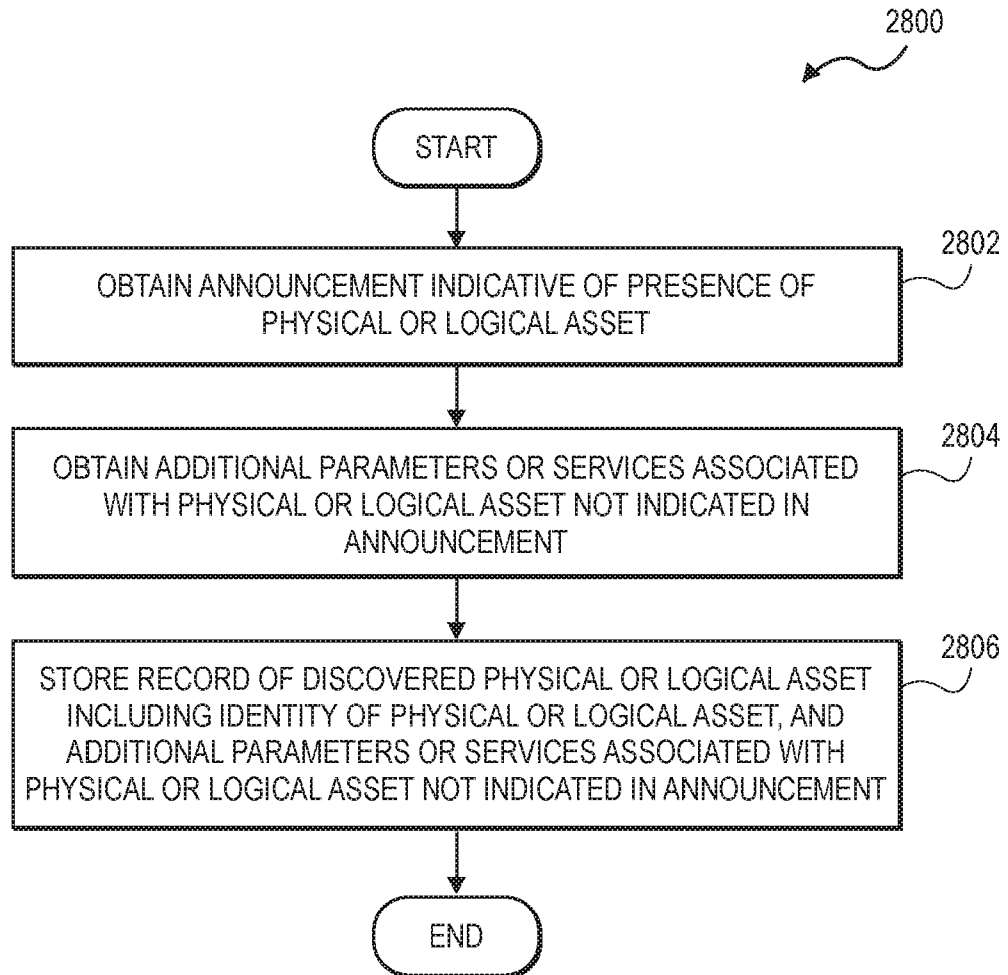 2800
START
2802
OBTAIN ANNOUNCEMENT INDICATIVE OF PRESENCE OF
PHYSICAL OR LOGICAL ASSET
2804
OBTAIN ADDITIONAL PARAMETERS OR SERVICES ASSOCIATED
WITH PHYSICAL OR LOGICAL ASSET NOT INDICATED IN
ANNOUNCEMENT
2806
STORE RECORD OF DISCOVERED PHYSICAL OR LOGICAL ASSET
INCLUDING IDENTITY OF PHYSICAL OR LOGICAL ASSET, AND
ADDITIONAL PARAMETERS OR SERVICES ASSOCIATED WITH
PHYSICAL OR LOGICAL ASSET NOT INDICATED IN ANNOUNCEMENT
END